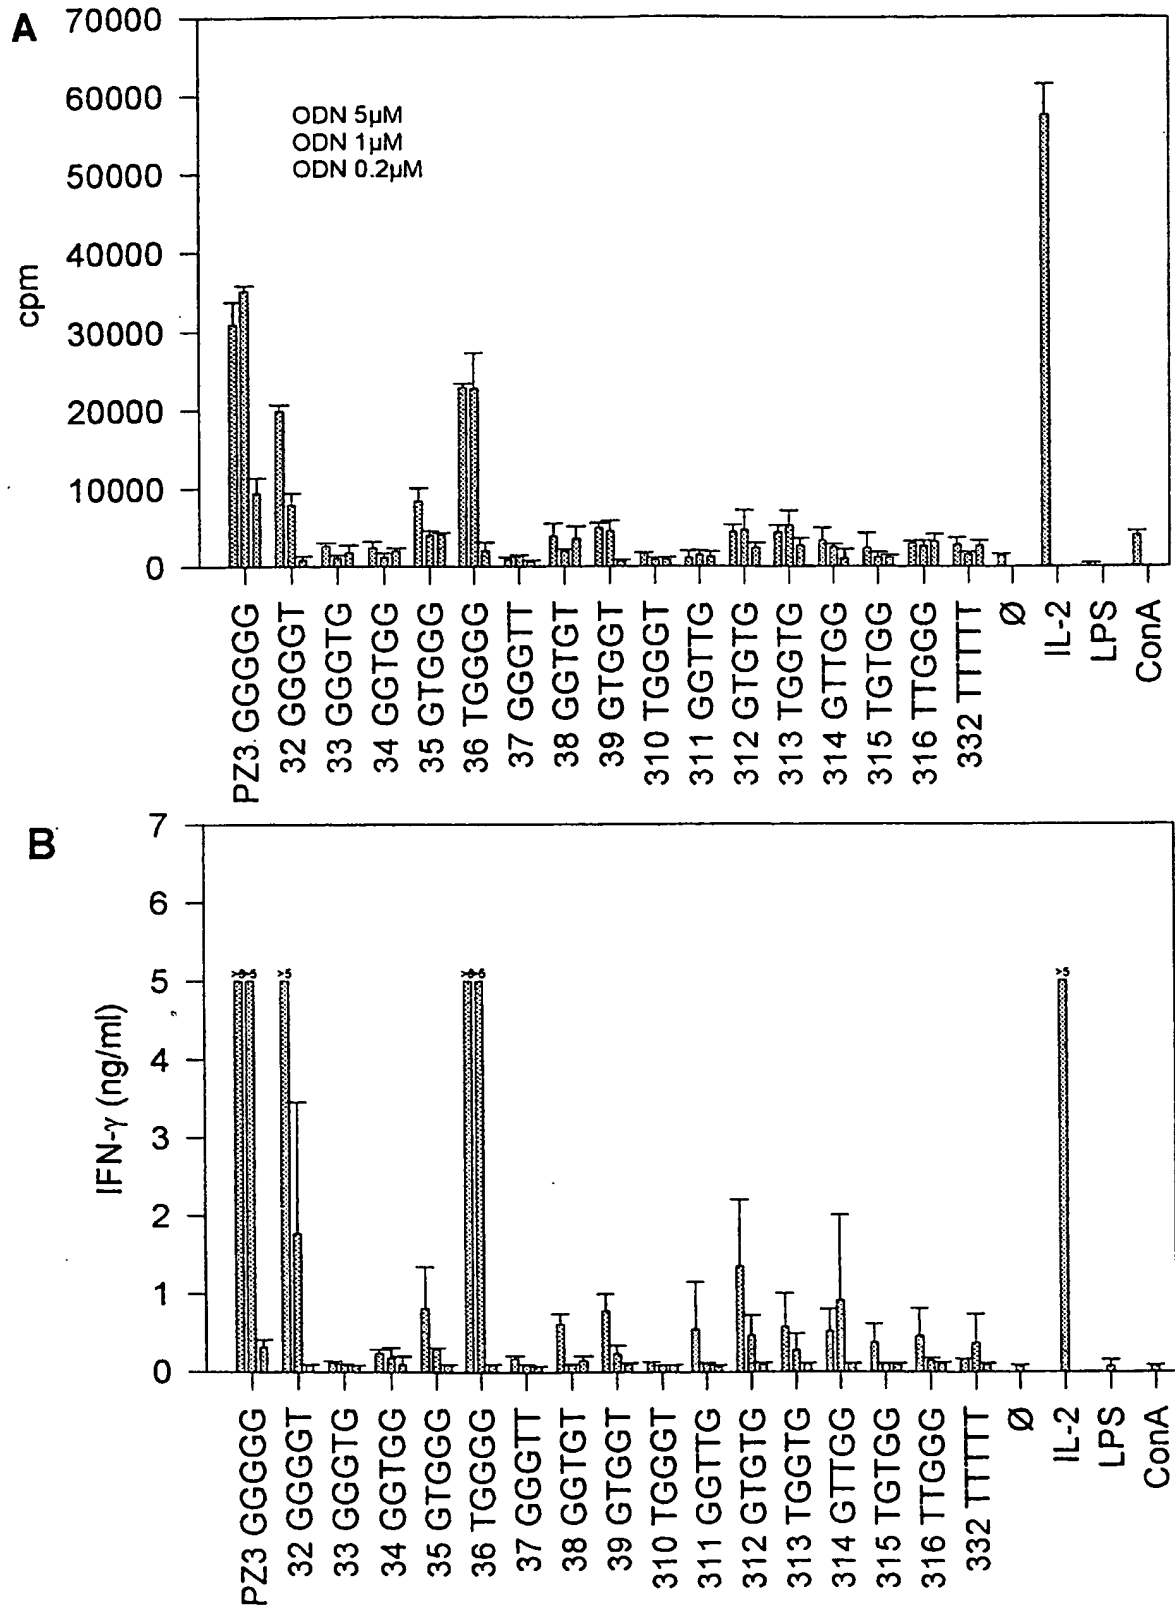 A
70000
60000
50000
40000
30000
20000
10000
0
cpm
ODN 5µM
ODN 1µM
ODN 0.2µM
PZ3 GGGGG
32 GGGGT
33 GGGTG
34 GGTGG
35 GTGGG
36 TGGGG
37 GGGTT
38 GGTGT
39 GTGGT
310 TGGGT
311 GGTTG
312 GTGTG
313 TGGTG
314 GTTGG
315 TGTGG
316 TTGGG
332 TTTTT
Ø
IL-2
LPS
ConA
B
7
6
5
4
3
2
1
0
IFN-γ (ng/ml)
>5
>5
>5
PZ3 GGGGG
32 GGGGT
33 GGGTG
34 GGTGG
35 GTGGG
36 TGGGG
37 GGGTT
38 GGTGT
39 GTGGT
310 TGGGT
311 GGTTG
312 GTGTG
313 TGGTG
314 GTTGG
315 TGTGG
316 TTGGG
332 TTTTT
Ø
IL-2
LPS
ConA